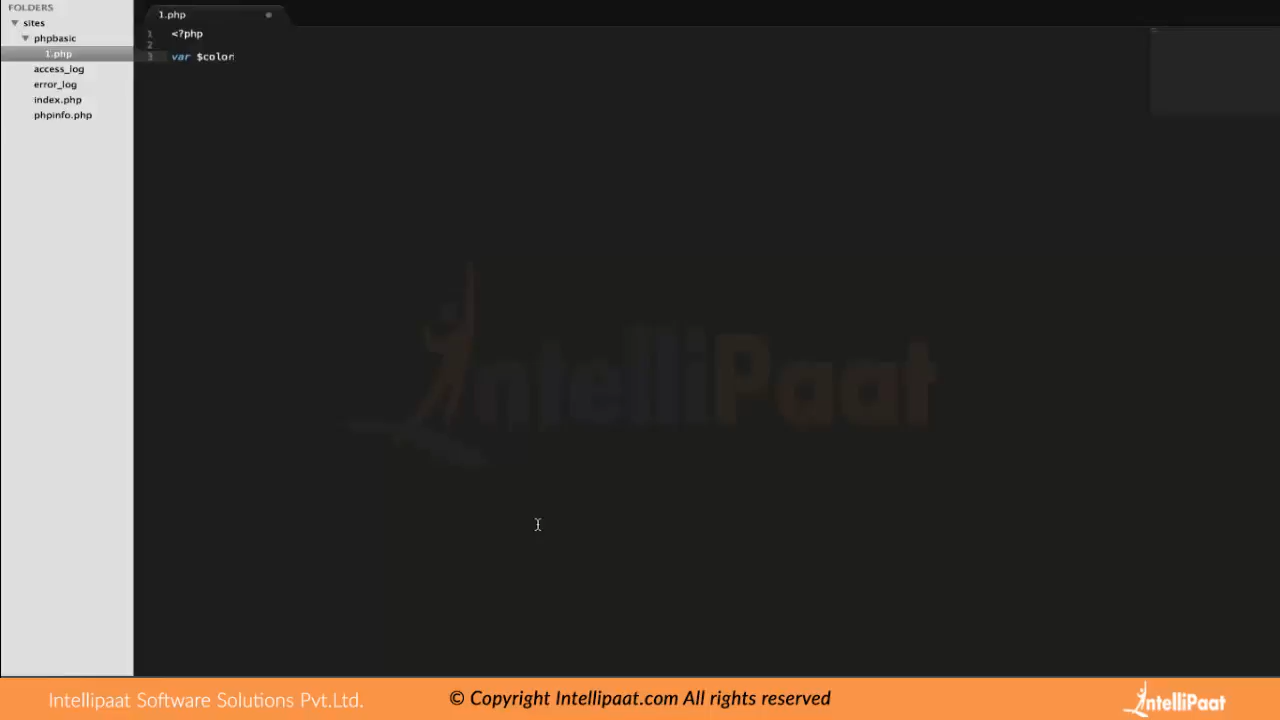 FOLDERS
sites
phpbasic
1.php
access_log
error_log
index.php
phpinfo.php
1.php
1 <?php
2
3 var $color
IntelliPaat
Intellipaat Software Solutions Pvt.Ltd.
© Copyright Intellipaat.com All rights reserved
IntelliPaat